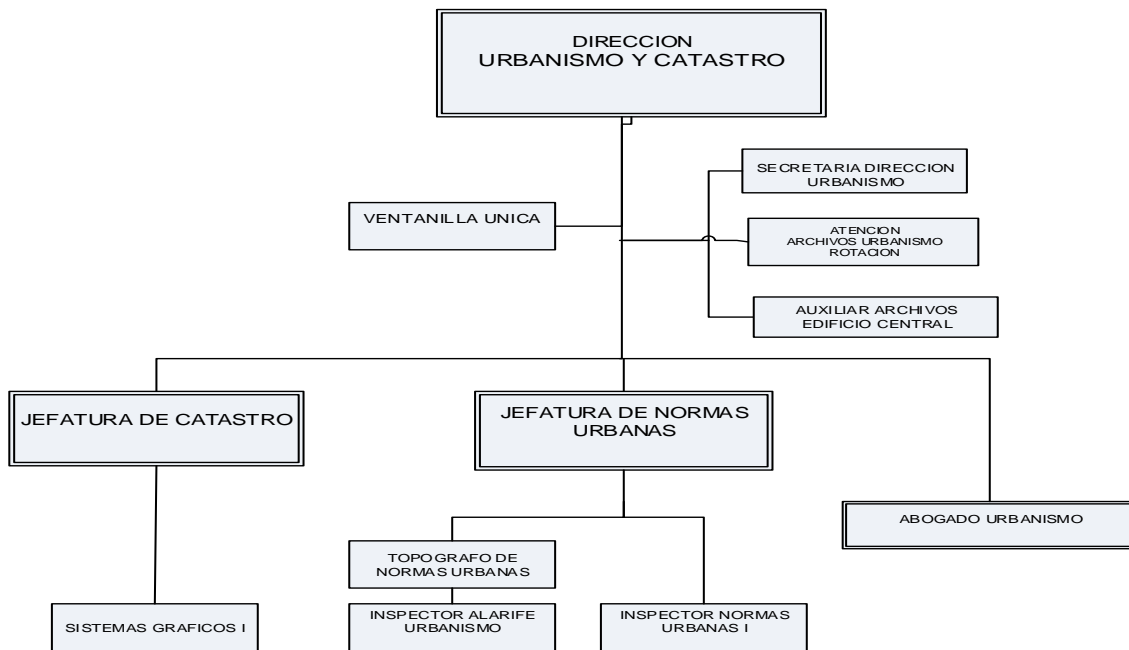 DIRECCION
URBANISMO Y CATASTRO
SECRETARIA DIRECCION
URBANISMO
VENTANILLA UNICA
ATENCION
ARCHIVOS URBANISMO
ROTACION
AUXILIAR ARCHIVOS
EDIFICIO CENTRAL
JEFATURA DE CATASTRO
JEFATURA DE NORMAS
URBANAS
ABOGADO URBANISMO
TOPOGRAFO DE
NORMAS URBANAS
SISTEMAS GRAFICOS I
INSPECTOR ALARIFE
URBANISMO
INSPECTOR NORMAS
URBANAS I